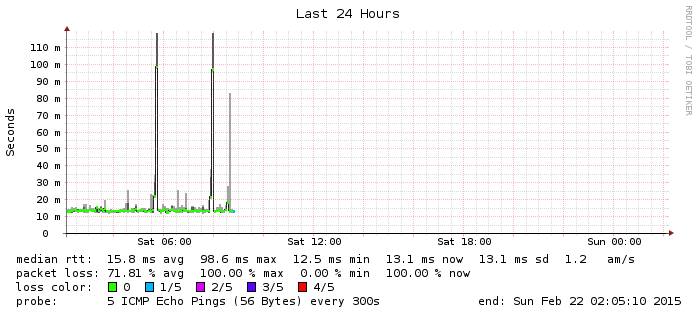 Last 24 Hours
RRDTOOL / TOBI OETIKER
Seconds
110 m
100 m
90 m
80 m
70 m
60 m
50 m
40 m
30 m
20 m
10 m
0
Sat 06:00 Sat 12:00 Sat 18:00 Sun 00:00
median rtt: 15.8 ms avg 98.6 ms max 12.5 ms min 13.1 ms now 13.1 ms sd 1.2 am/s
packet loss: 71.81 % avg 100.00 % max 0.00 % min 100.00 % now
loss color: 0 1/5 2/5 3/5 4/5
probe: 5 ICMP Echo Pings (56 Bytes) every 300s end: Sun Feb 22 02:05:10 2015